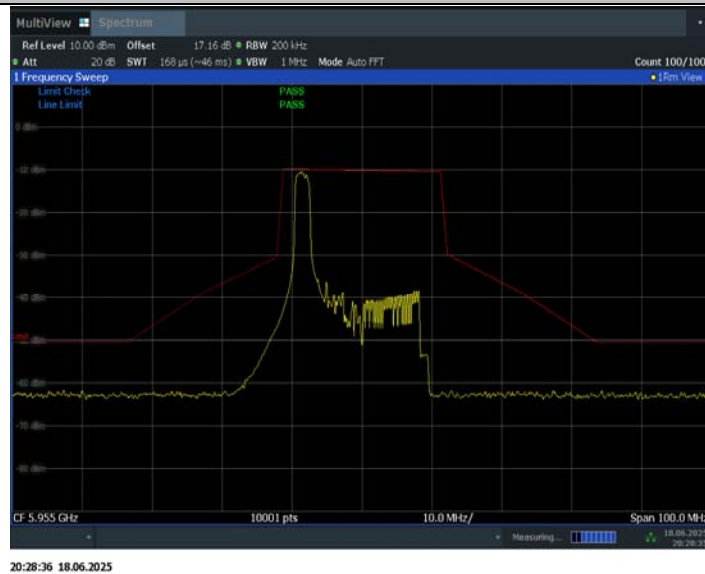 MultiView Spectrum
Ref Level 10.00 dBm Offset 17.16 dB RBW 200 kHz
Att 20 dB SWT 168 µs (~46 ms) VBW 1 MHz Mode Auto FFT Count 100/100
1 Frequency Sweep 1Rm View
Limit Check PASS
Line Limit PASS
0 dBm
-10 dBm
-20 dBm
-30 dBm
-40 dBm
-60 dBm
-70 dBm
-80 dBm
CF 5.955 GHz 10001 pts 10.0 MHz/ Span 100.0 MHz
Measuring... 18.06.2025
20:28:36 18.06.2025